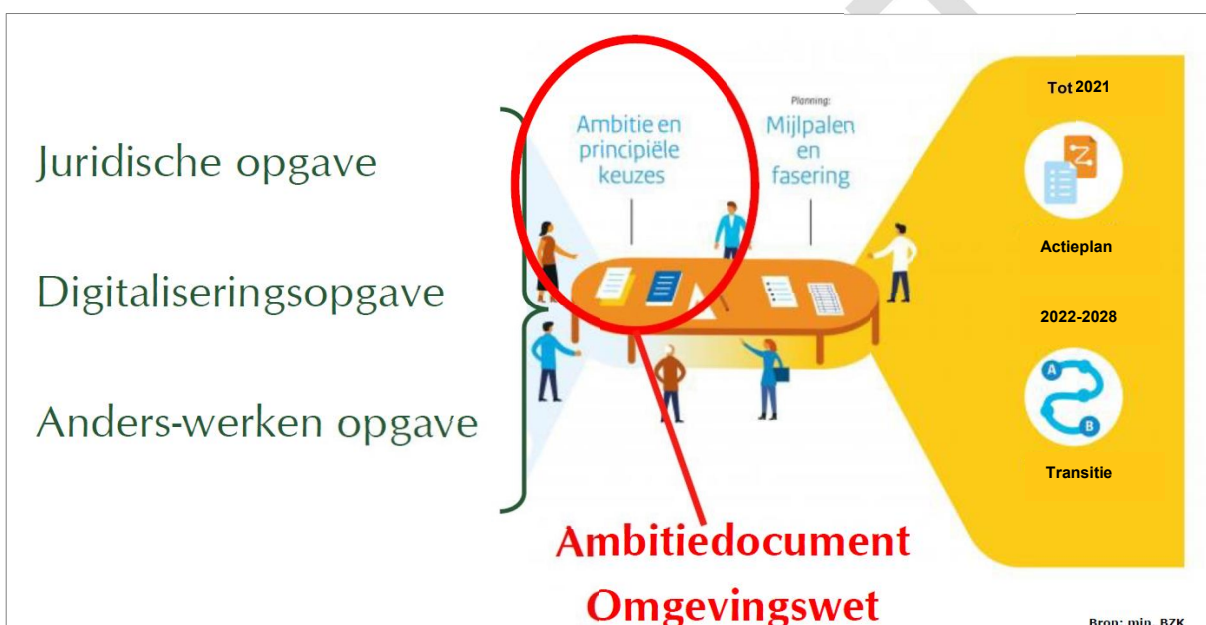 Juridische opgave
Digitaliseringsopgave
Anders-werken opgave
Ambitie en
principiële
keuzes
Planning:
Mijlpalen
en
fasering
Tot 2021
Actieplan
2022-2028
A
B
Transitie
Ambitiedocument
Omgevingswet
Bron: min. BZK